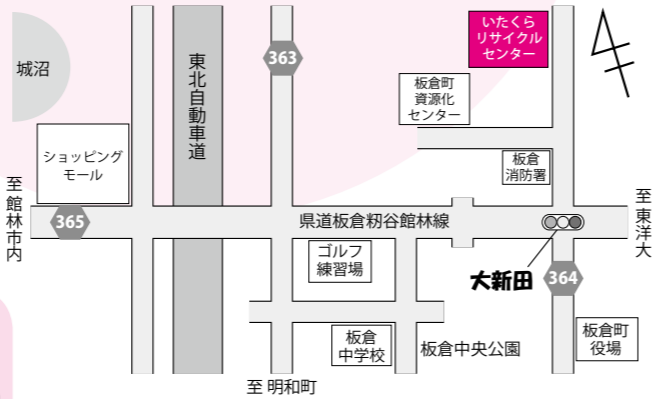 城沼
ショッピング
モール
至館林市内
365
東北自動車道
363
いたくら
リサイクル
センター
板倉町
資源化
センター
板倉
消防署
県道板倉籾谷館林線
至東洋大
ゴルフ
練習場
大新田
364
板倉
中学校
板倉中央公園
板倉町
役場
至 明和町